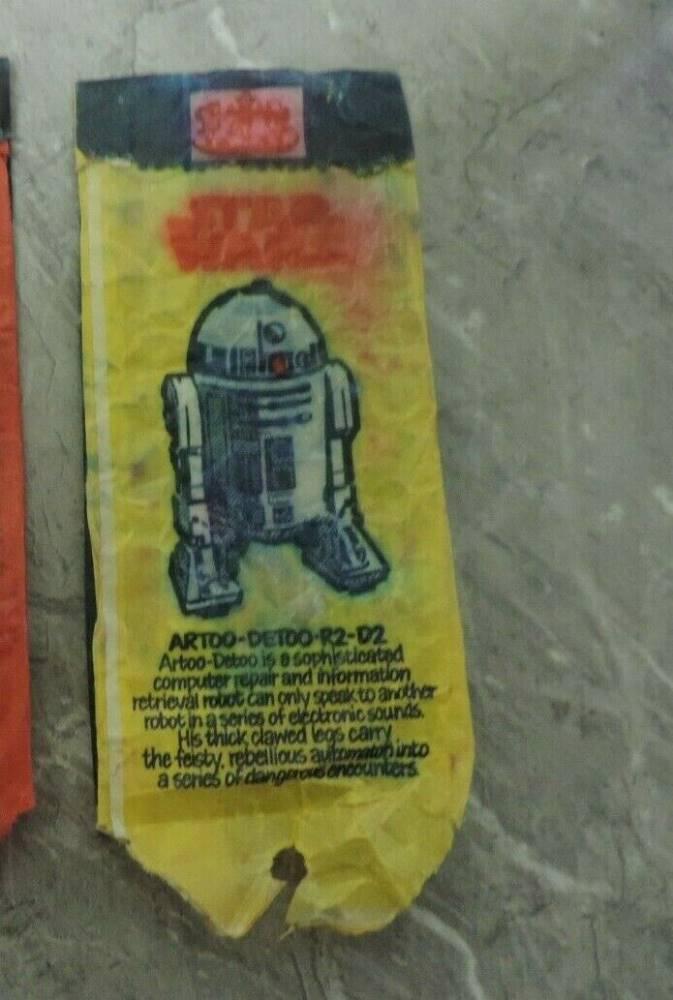 ARTOO-DETOO-R2-D2
Artoo-Detoo is a sophisticated
computer repair and information
retrieval robot can only speak to another
robot in a series of electronic sounds.
His thick clawed legs carry
the feisty, rebellious automaton into
a series of dangerous encounters.